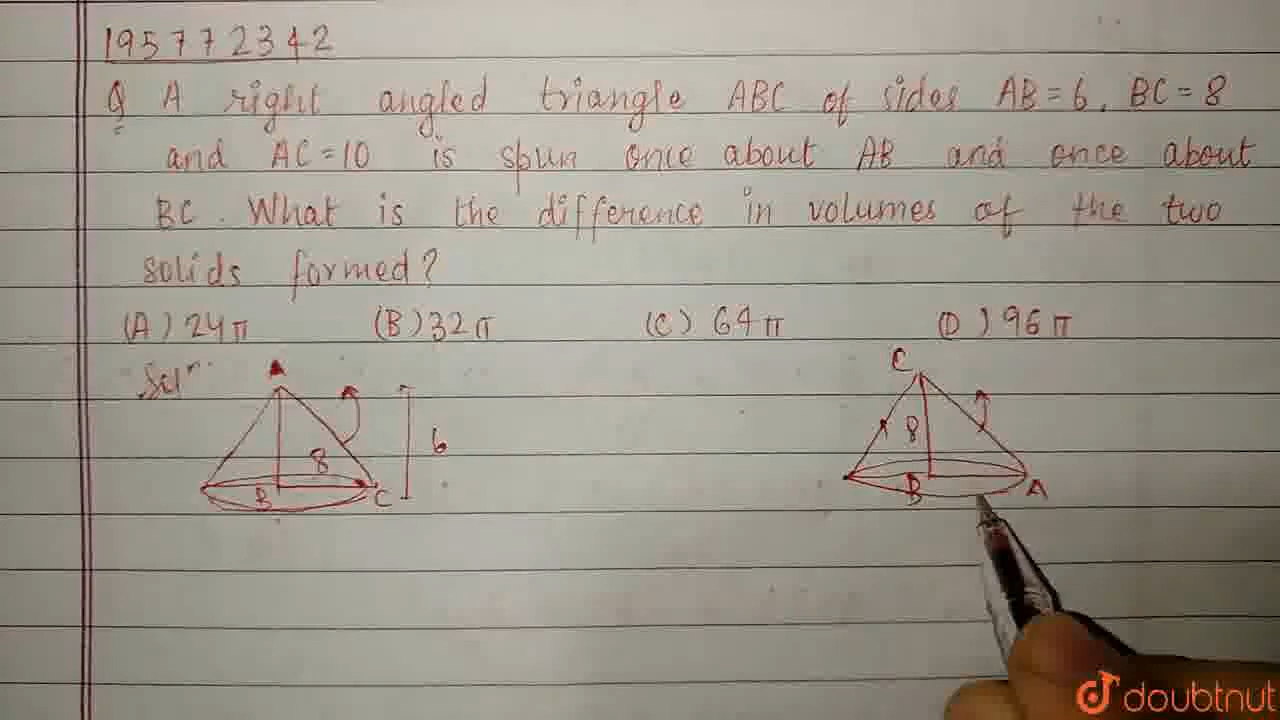 195772342
Q A right angled triangle ABC of sides AB=6, BC=8
and AC=10 is spun once about AB and once about
BC. What is the difference in volumes of the two
solids formed?
(A) 24π (B) 32π (C) 64π (D) 96π
Solⁿ
A C
6
8 8
B C B A
doubtnut